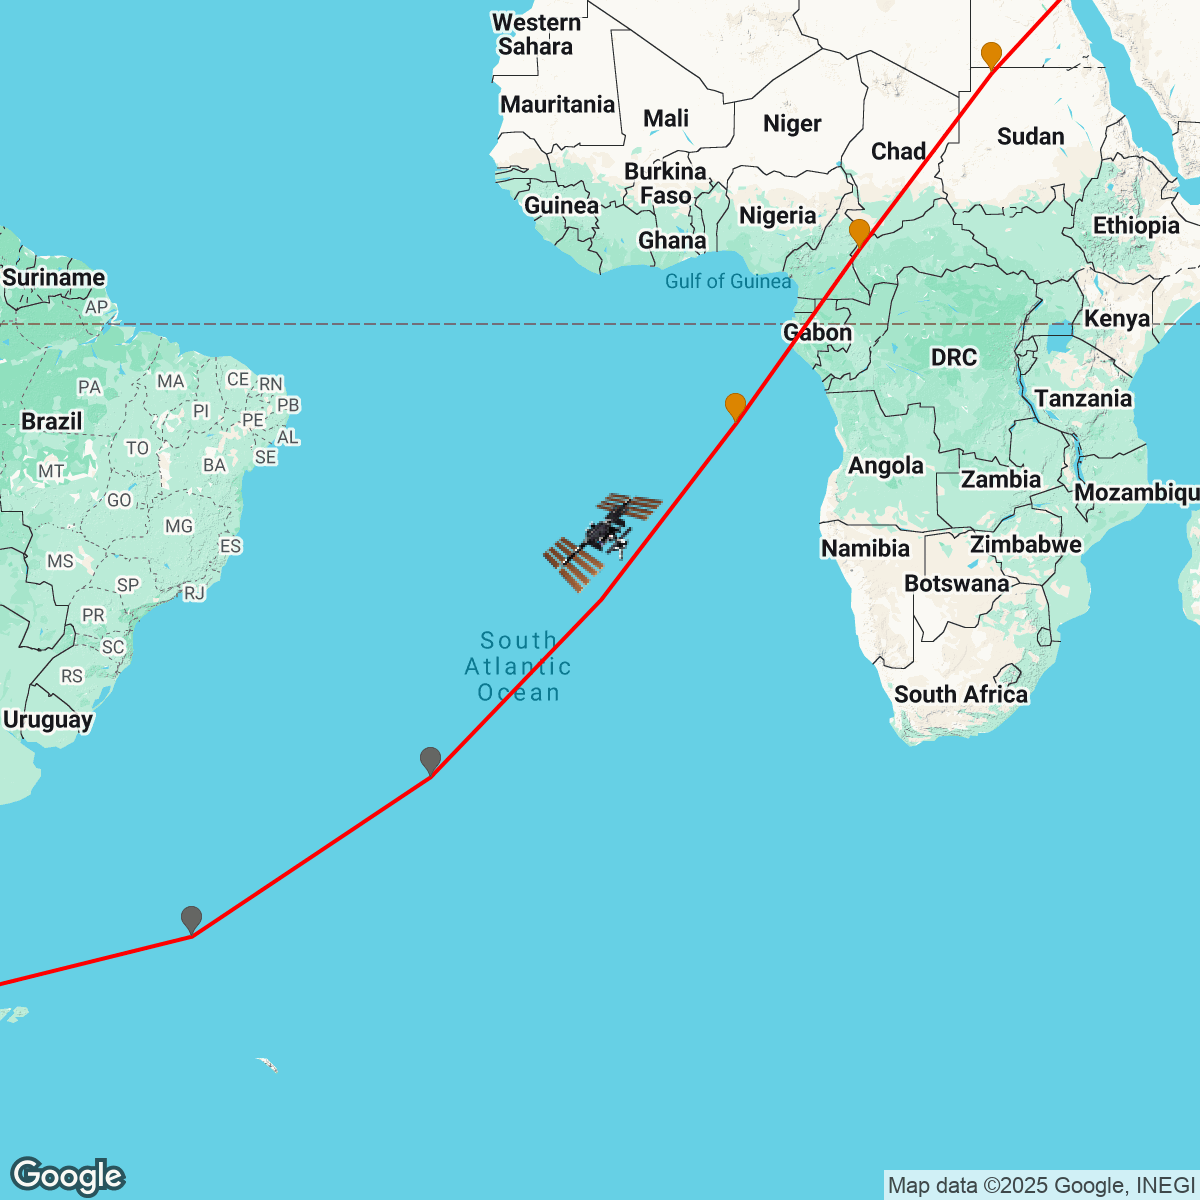 Western
Sahara
Mauritania
Mali
Niger
Chad
Sudan
Burkina
Faso
Guinea
Ghana
Nigeria
Ethiopia
Gulf of Guinea
Suriname
AP
Gabon
Kenya
DRC
PA
MA
CE
RN
PB
PI
PE
AL
Brazil
Tanzania
TO
SE
MT
BA
Angola
Zambia
GO
Mozambiqu
MG
ES
Namibia
Zimbabwe
MS
SP
RJ
Botswana
PR
SC
South
Atlantic
Ocean
RS
South Africa
Uruguay
Google
Map data ©2025 Google, INEGI